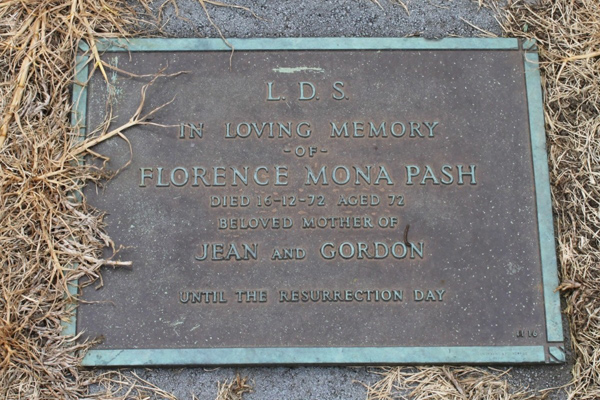 L. D. S.
IN LOVING MEMORY
-OF-
FLORENCE MONA PASH
DIED 16-12-72 AGED 72
BELOVED MOTHER OF
JEAN AND GORDON
UNTIL THE RESURRECTION DAY